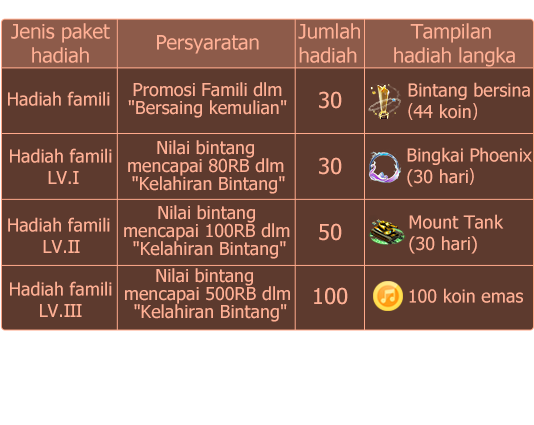 Jenis paket
hadiah
Persyaratan
Jumlah
hadiah
Tampilan
hadiah langka
Hadiah famili
Promosi Famili dlm
"Bersaing kemulian"
30
Bintang bersina
(44 koin)
Hadiah famili
LV.I
Nilai bintang
mencapai 80RB dlm
"Kelahiran Bintang"
30
Bingkai Phoenix
(30 hari)
Hadiah famili
LV.II
Nilai bintang
mencapai 100RB dlm
"Kelahiran Bintang"
50
Mount Tank
(30 hari)
Hadiah famili
LV.III
Nilai bintang
mencapai 500RB dlm
"Kelahiran Bintang"
100
100 koin emas